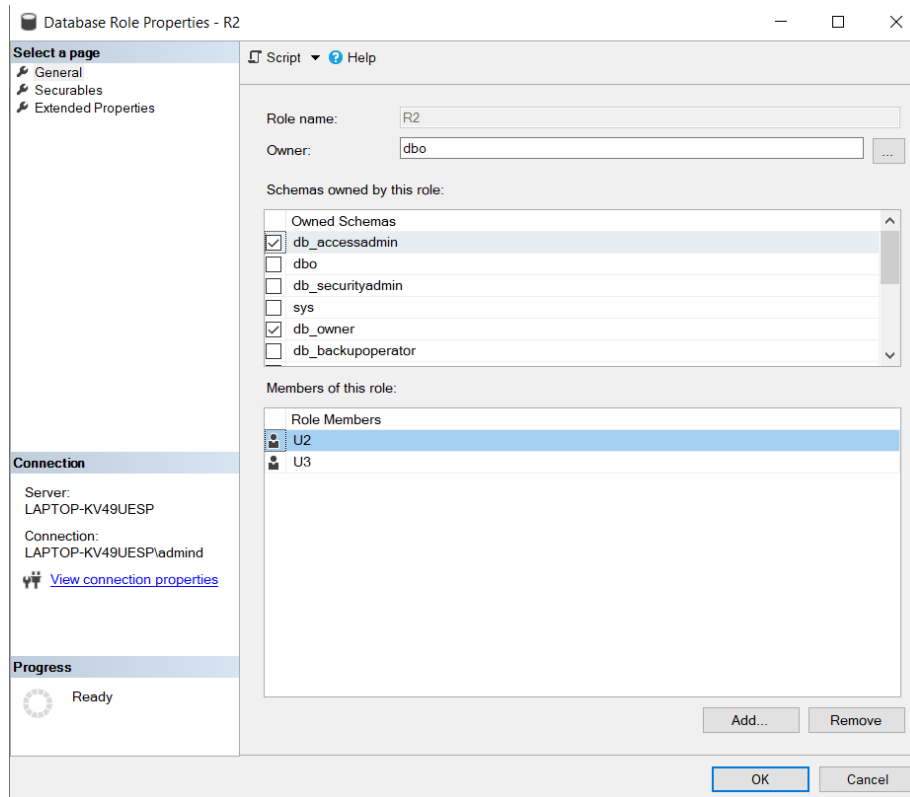 Database Role Properties - R2
Select a page
General
Securables
Extended Properties
Script Help
Role name: R2
Owner: dbo ...
Schemas owned by this role:
Owned Schemas
db_accessadmin
dbo
db_securityadmin
sys
db_owner
db_backupoperator
Members of this role:
Role Members
U2
U3
Connection
Server:
LAPTOP-KV49UESP
Connection:
LAPTOP-KV49UESP\admind
View connection properties
Progress
Ready
Add... Remove
OK Cancel